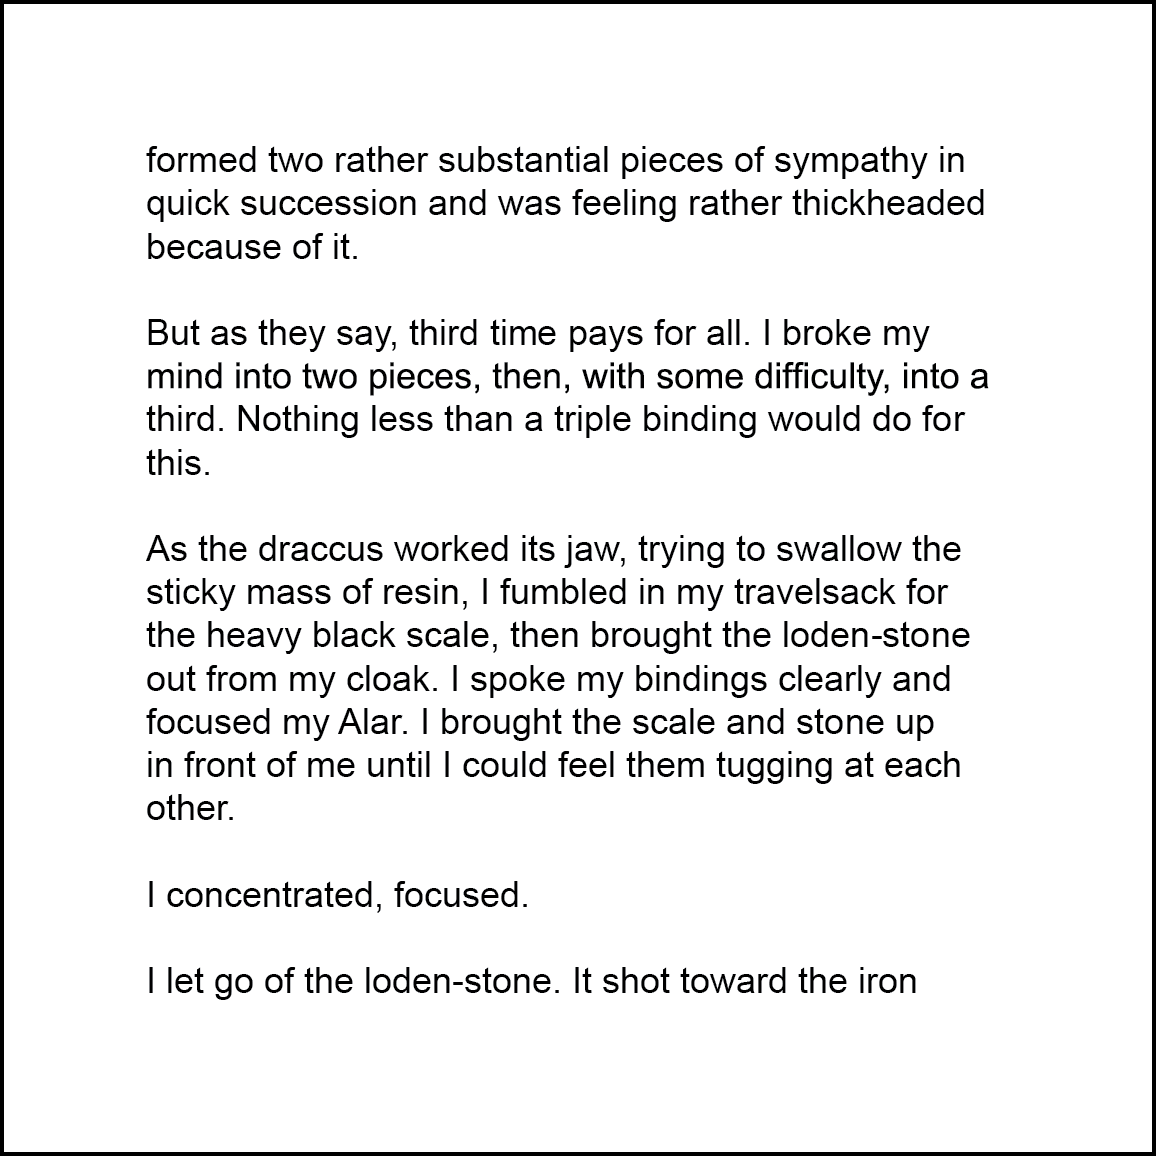 formed two rather substantial pieces of sympathy in
quick succession and was feeling rather thickheaded
because of it.
But as they say, third time pays for all. I broke my
mind into two pieces, then, with some difficulty, into a
third. Nothing less than a triple binding would do for
this.
As the draccus worked its jaw, trying to swallow the
sticky mass of resin, I fumbled in my travelsack for
the heavy black scale, then brought the loden-stone
out from my cloak. I spoke my bindings clearly and
focused my Alar. I brought the scale and stone up
in front of me until I could feel them tugging at each
other.
I concentrated, focused.
I let go of the loden-stone. It shot toward the iron